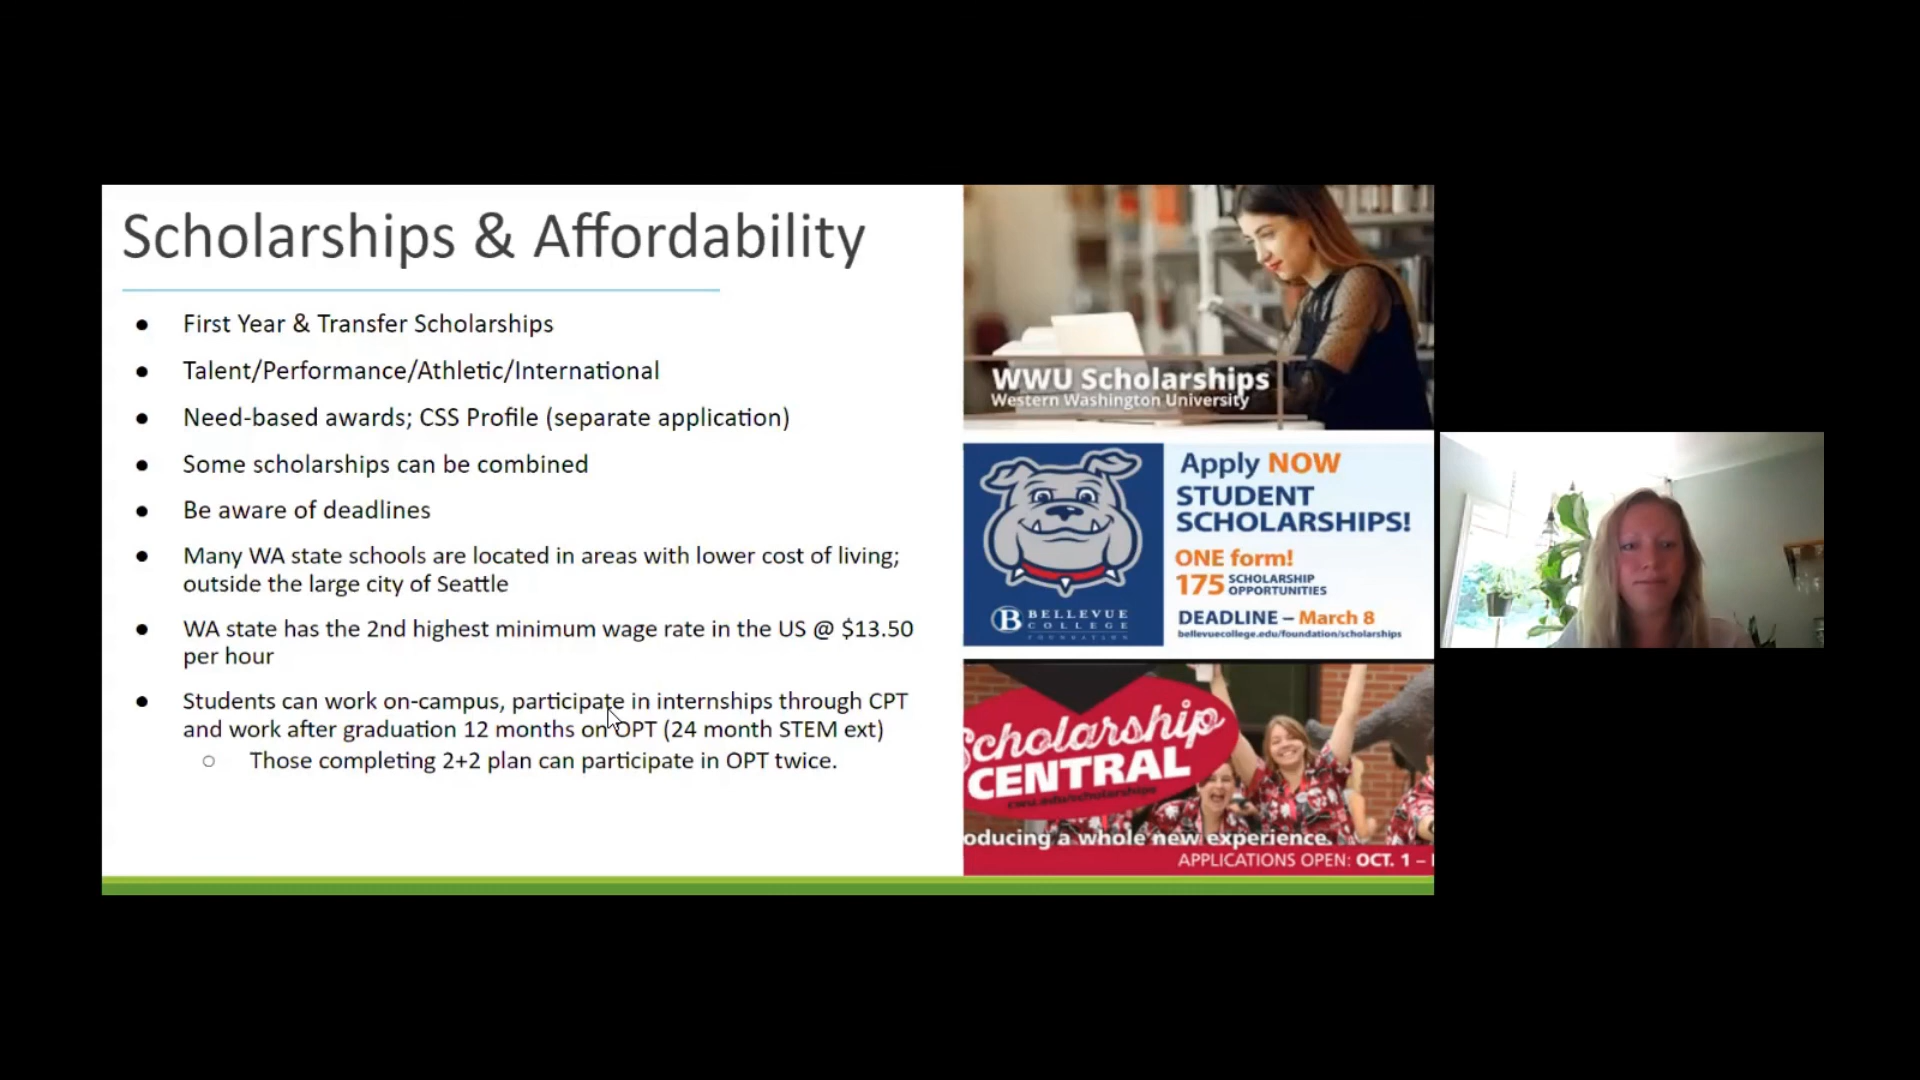 Scholarships & Affordability
● First Year & Transfer Scholarships
● Talent/Performance/Athletic/International
● Need-based awards; CSS Profile (separate application)
● Some scholarships can be combined
● Be aware of deadlines
● Many WA state schools are located in areas with lower cost of living;
outside the large city of Seattle
● WA state has the 2nd highest minimum wage rate in the US @ $13.50
per hour
● Students can work on-campus, participate in internships through CPT
and work after graduation 12 months on OPT (24 month STEM ext)
○ Those completing 2+2 plan can participate in OPT twice.
WWU Scholarships
Western Washington University
Apply NOW
STUDENT
SCHOLARSHIPS!
ONE form!
175 SCHOLARSHIP
OPPORTUNITIES
DEADLINE – March 8
bellevuecollege.edu/foundation/scholarships
B BELLEVUE
COLLEGE
FOUNDATION
Scholarship
CENTRAL
cwu.edu/scholarships
oducing a whole new experience.
APPLICATIONS OPEN: OCT. 1 –